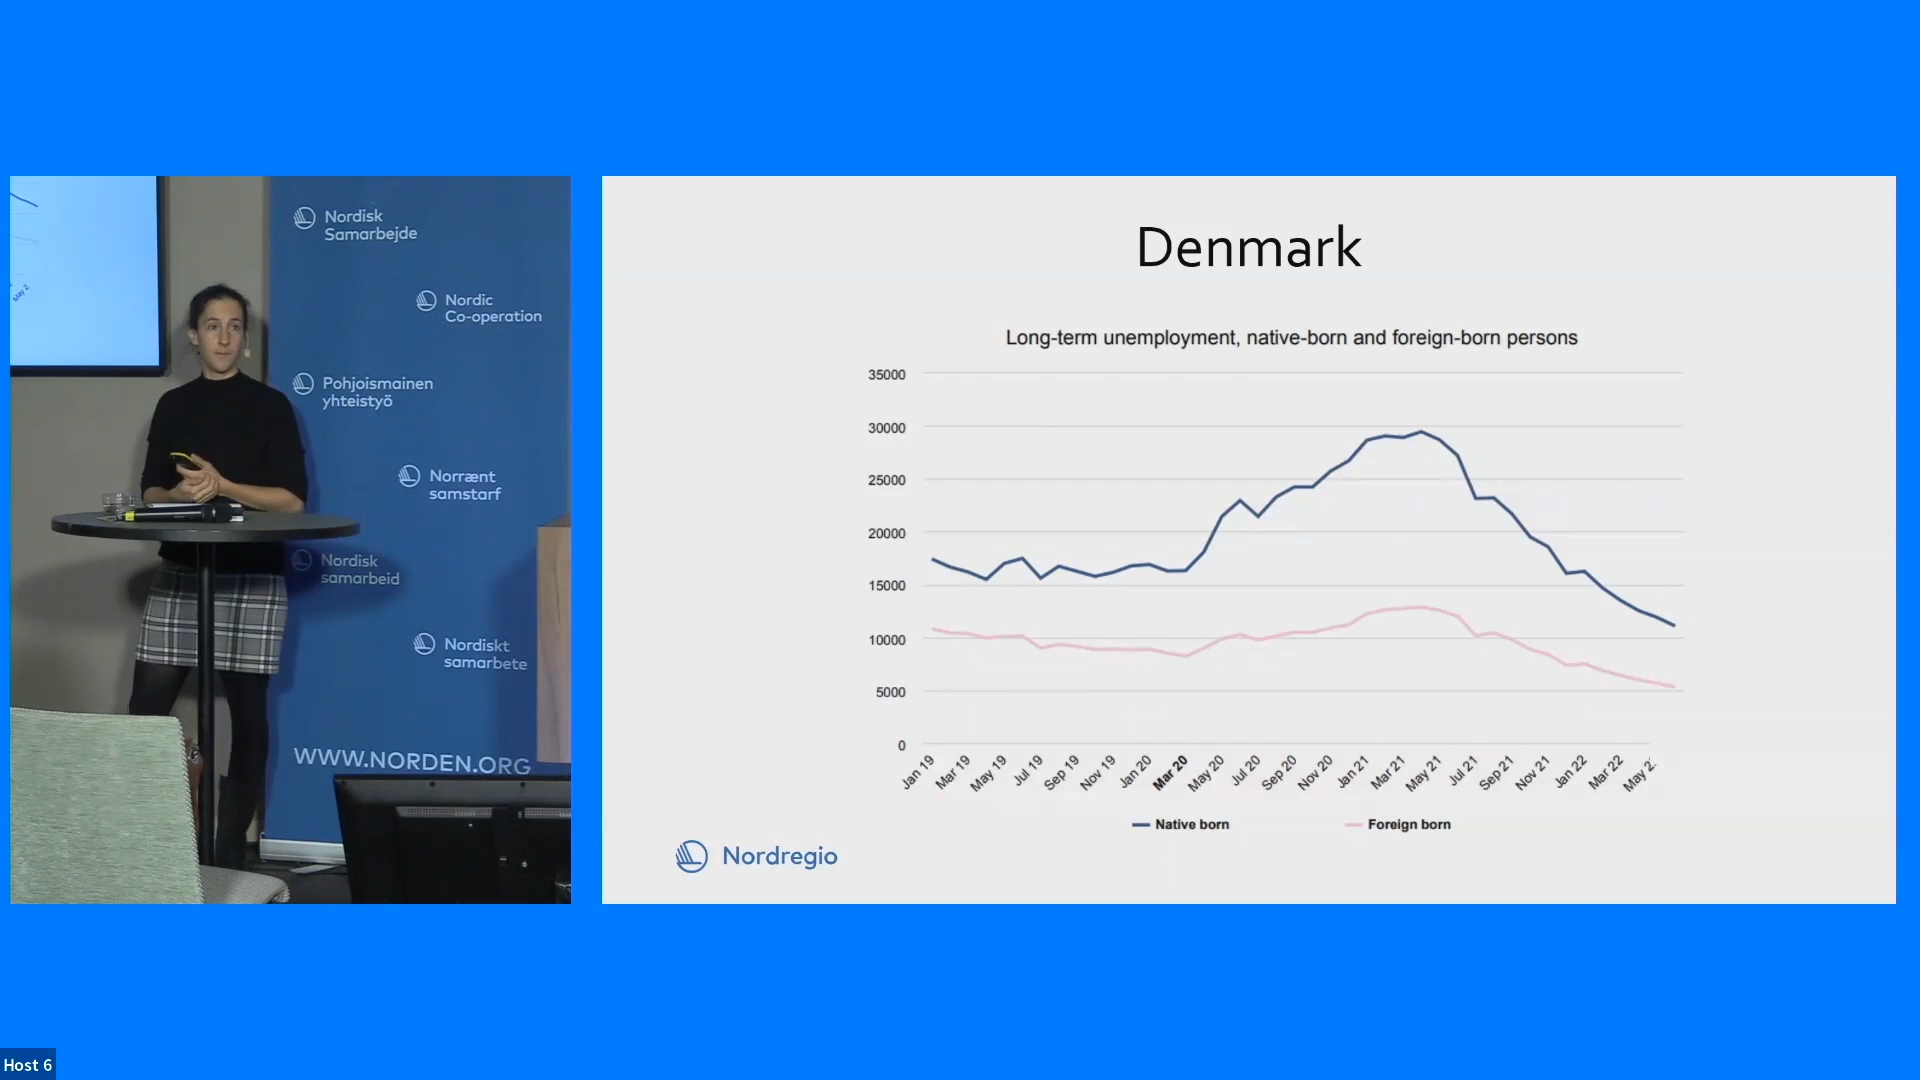 Nordisk
Samarbejde
Nordic
Co-operation
Pohjoismainen
yhteistyö
Norrænt
samstarf
Nordisk
samarbeid
Nordiskt
samarbete
WWW.NORDEN.ORG
May 2
Denmark
Long-term unemployment, native-born and foreign-born persons
35000
30000
25000
20000
15000
10000
5000
0
Jan 19
Mar 19
May 19
Jul 19
Sep 19
Nov 19
Jan 20
Mar 20
May 20
Jul 20
Sep 20
Nov 20
Jan 21
Mar 21
May 21
Jul 21
Sep 21
Nov 21
Jan 22
Mar 22
May 2.
Native born
Foreign born
Nordregio
Host 6